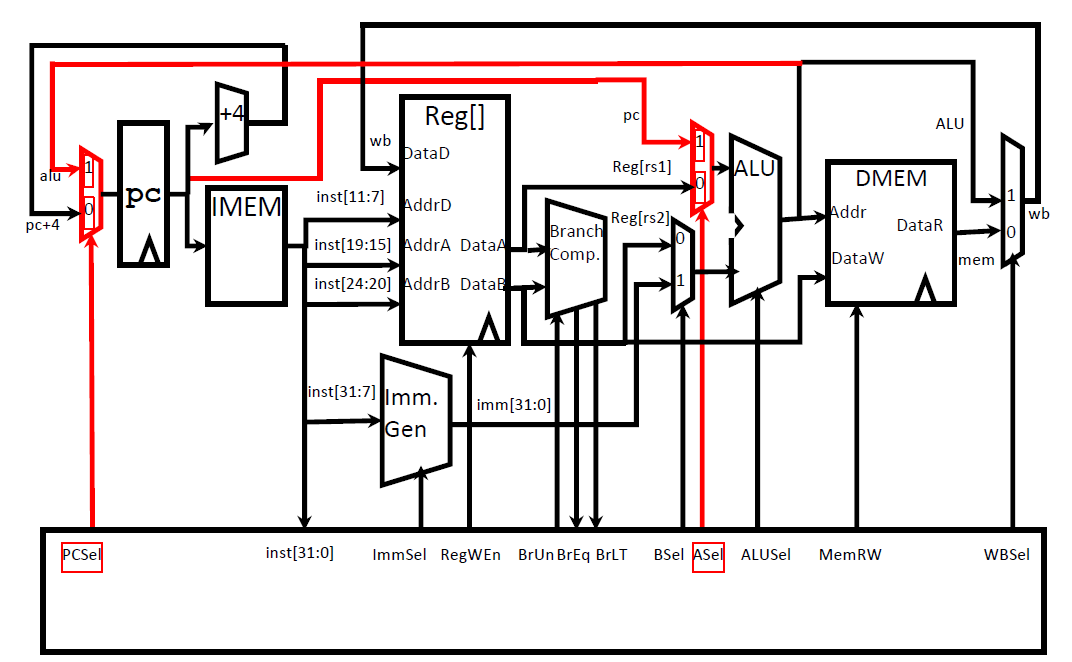 Reg[]
+4
wb
DataD
pc
ALU
alu
1
0
pc+4
pc
IMEM
inst[11:7]
AddrD
inst[19:15]
AddrA
DataA
inst[24:20]
AddrB
DataB
Branch
Comp.
Reg[rs1]
Reg[rs2]
1
0
0
1
ALU
DMEM
Addr
DataR
DataW
1
0
wb
mem
inst[31:7]
Imm.
Gen
imm[31:0]
PCSel
inst[31:0]
ImmSel
RegWEn
BrUn
BrEq
BrLT
BSel
ASel
ALUSel
MemRW
WBSel